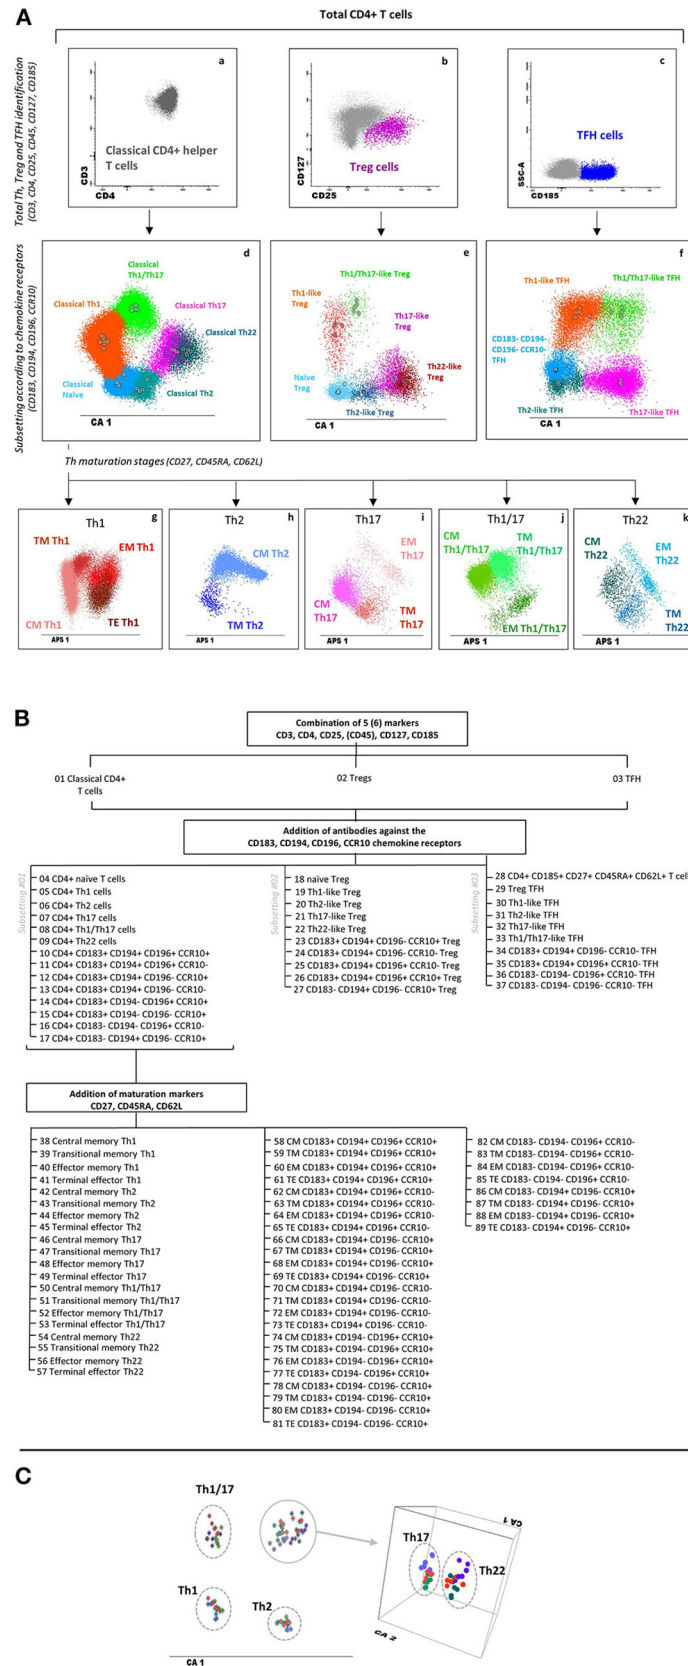 A
Total CD4+ T cells
Total Th, Treg and TFH identification
(CD3, CD4, CD25, CD45, CD127, CD185)
a
Classical CD4+ helper
T cells
CD3
CD4
b
Treg cells
CD127
CD25
c
TFH cells
SSC-A
CD185
Subsetting according to chemokine receptors
(CD183, CD194, CD196, CCR10)
d
Classical
Th1/Th17
Classical Th1
Classical Th17
Classical Th22
Classical
Naïve
Classical Th2
CA 1
e
Th1/Th17-like Treg
Th1-like
Treg
Th17-like
Treg
Th22-like
Treg
Naïve
Treg
Th2-like Treg
CA 1
f
Th1-like TFH
Th1/Th17-like TFH
CD183- CD194-
CD196- CCR10-
TFH
Th2-like TFH
Th17-like TFH
CA 1
Th maturation stages (CD27, CD45RA, CD62L)
Th1
g
TM Th1
EM Th1
CM Th1
TE Th1
APS 1
Th2
h
CM Th2
TM Th2
APS 1
Th17
i
EM
Th17
CM
Th17
TM
Th17
APS 1
Th1/17
j
CM
Th1/Th17
TM
Th1/Th17
EM Th1/Th17
APS 1
Th22
k
CM
Th22
EM
Th22
TM
Th22
APS 1
B
Combination of 5 (6) markers
CD3, CD4, CD25, (CD45), CD127, CD185
01 Classical CD4+
T cells
02 Tregs
03 TFH
Addition of antibodies against the
CD183, CD194, CD196, CCR10 chemokine receptors
Subsetting #01
04 CD4+ naïve T cells
05 CD4+ Th1 cells
06 CD4+ Th2 cells
07 CD4+ Th17 cells
08 CD4+ Th1/Th17 cells
09 CD4+ Th22 cells
10 CD4+ CD183+ CD194+ CD196+ CCR10+
11 CD4+ CD183+ CD194+ CD196+ CCR10-
12 CD4+ CD183+ CD194+ CD196- CCR10+
13 CD4+ CD183+ CD194+ CD196- CCR10-
14 CD4+ CD183+ CD194- CD196+ CCR10+
15 CD4+ CD183+ CD194- CD196- CCR10+
16 CD4+ CD183- CD194- CD196+ CCR10-
17 CD4+ CD183- CD194+ CD196- CCR10+
Subsetting #02
18 naïve Treg
19 Th1-like Treg
20 Th2-like Treg
21 Th17-like Treg
22 Th22-like Treg
23 CD183+ CD194+ CD196- CCR10+ Treg
24 CD183+ CD194+ CD196- CCR10- Treg
25 CD183+ CD194+ CD196+ CCR10- Treg
26 CD183+ CD194+ CD196+ CCR10+ Treg
27 CD183- CD194+ CD196- CCR10+ Treg
Subsetting #03
28 CD4+ CD185+ CD27+ CD45RA+ CD62L+ T cell
29 Treg TFH
30 Th1-like TFH
31 Th2-like TFH
32 Th17-like TFH
33 Th1/Th17-like TFH
34 CD183+ CD194+ CD196- CCR10- TFH
35 CD183+ CD194+ CD196+ CCR10- TFH
36 CD183- CD194- CD196+ CCR10- TFH
37 CD183- CD194- CD196- CCR10- TFH
Addition of maturation markers
CD27, CD45RA, CD62L
38 Central memory Th1
39 Transitional memory Th1
40 Effector memory Th1
41 Terminal effector Th1
42 Central memory Th2
43 Transitional memory Th2
44 Effector memory Th2
45 Terminal effector Th2
46 Central memory Th17
47 Transitional memory Th17
48 Effector memory Th17
49 Terminal effector Th17
50 Central memory Th1/Th17
51 Transitional memory Th1/Th17
52 Effector memory Th1/Th17
53 Terminal effector Th1/Th17
54 Central memory Th22
55 Transitional memory Th22
56 Effector memory Th22
57 Terminal effector Th22
58 CM CD183+ CD194+ CD196+ CCR10+
59 TM CD183+ CD194+ CD196+ CCR10+
60 EM CD183+ CD194+ CD196+ CCR10+
61 TE CD183+ CD194+ CD196+ CCR10+
62 CM CD183+ CD194+ CD196+ CCR10-
63 TM CD183+ CD194+ CD196+ CCR10-
64 EM CD183+ CD194+ CD196+ CCR10-
65 TE CD183+ CD194+ CD196+ CCR10-
66 CM CD183+ CD194+ CD196- CCR10+
67 TM CD183+ CD194+ CD196- CCR10+
68 EM CD183+ CD194+ CD196- CCR10+
69 TE CD183+ CD194+ CD196- CCR10+
70 CM CD183+ CD194+ CD196- CCR10-
71 TM CD183+ CD194+ CD196- CCR10-
72 EM CD183+ CD194+ CD196- CCR10-
73 TE CD183+ CD194+ CD196- CCR10-
74 CM CD183+ CD194- CD196+ CCR10+
75 TM CD183+ CD194- CD196+ CCR10+
76 EM CD183+ CD194- CD196+ CCR10+
77 TE CD183+ CD194- CD196+ CCR10+
78 CM CD183+ CD194- CD196- CCR10+
79 TM CD183+ CD194- CD196- CCR10+
80 EM CD183+ CD194- CD196- CCR10+
81 TE CD183+ CD194- CD196- CCR10+
82 CM CD183- CD194- CD196+ CCR10-
83 TM CD183- CD194- CD196+ CCR10-
84 EM CD183- CD194- CD196+ CCR10-
85 TE CD183- CD194- CD196+ CCR10-
86 CM CD183- CD194+ CD196- CCR10+
87 TM CD183- CD194+ CD196- CCR10+
88 EM CD183- CD194+ CD196- CCR10+
89 TE CD183- CD194+ CD196- CCR10+
C
Th1/17
Th1
Th2
CA 1
CA 1
Th17
Th22
CA 2